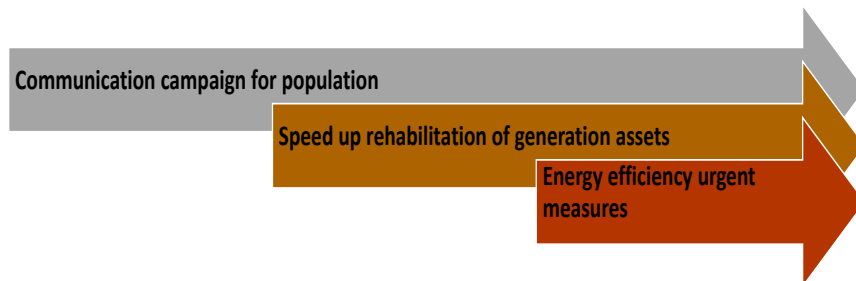 Communication campaign for population
Speed up rehabilitation of generation assets
Energy efficiency urgent
measures